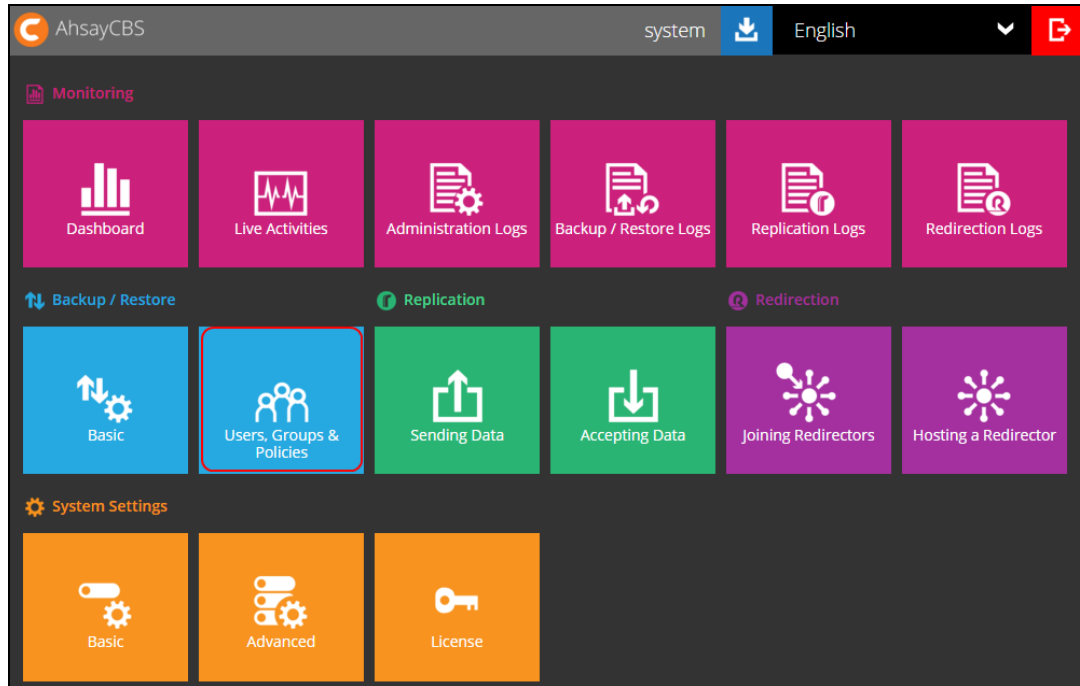 AhsayCBS
system
English
Monitoring
Dashboard
Live Activities
Administration Logs
Backup / Restore Logs
Replication Logs
Redirection Logs
Backup / Restore
Replication
Redirection
Basic
Users, Groups &
Policies
Sending Data
Accepting Data
Joining Redirectors
Hosting a Redirector
System Settings
Basic
Advanced
License